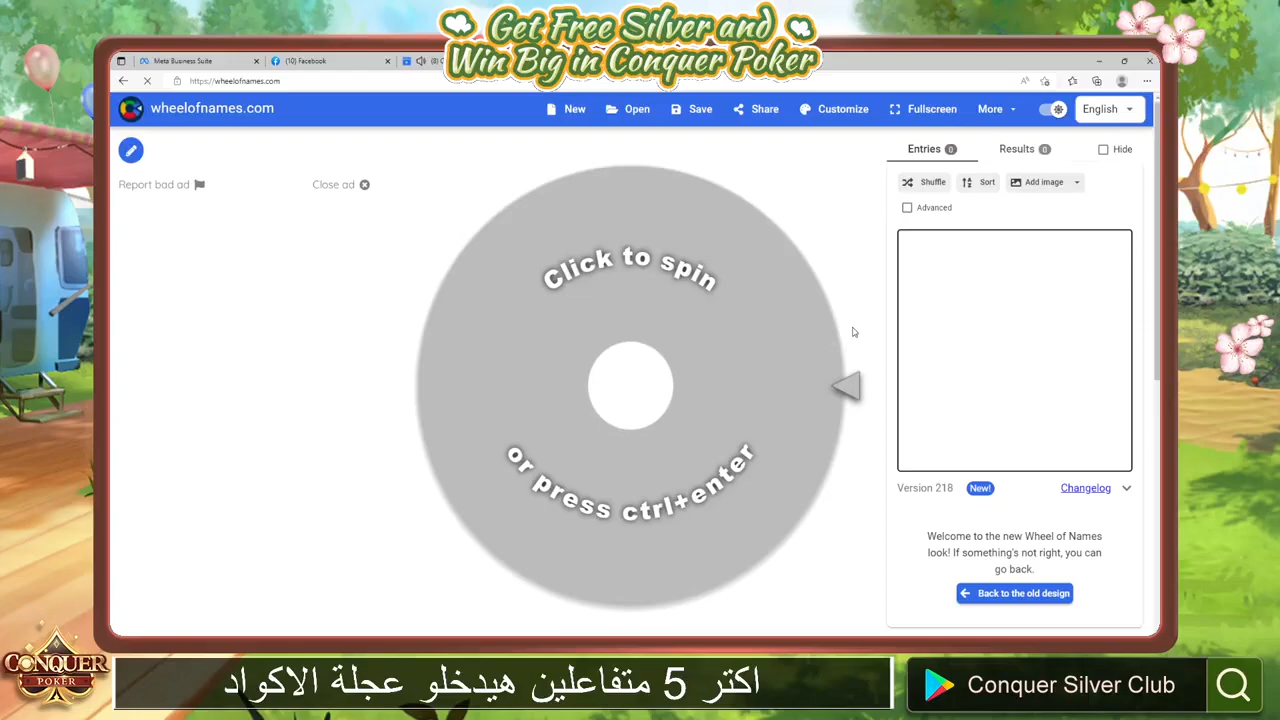 Get Free Silver and
Win Big in Conquer Poker
Meta Business Suite
(10) Facebook
https://wheelofnames.com
wheelofnames.com
New
Open
Save
Share
Customize
Fullscreen
More
English
Report bad ad
Close ad
Entries 0
Results 0
Hide
Shuffle
Sort
Add image
Advanced
Click to spin
or press ctrl+enter
Version 218
New!
Changelog
Welcome to the new Wheel of Names
look! If something's not right, you can
go back.
Back to the old design
CONQUER
POKER
اكتر 5 متفاعلين هيدخلو عجلة الاكواد
Conquer Silver Club